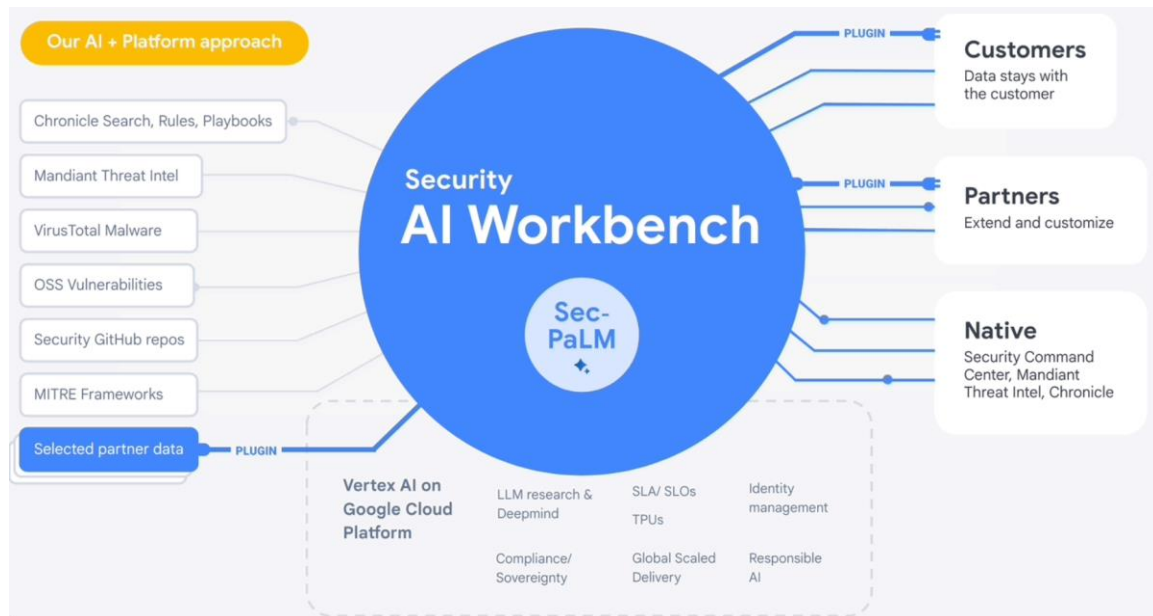 Our AI + Platform approach
Chronicle Search, Rules, Playbooks
Mandiant Threat Intel
VirusTotal Malware
OSS Vulnerabilities
Security GitHub repos
MITRE Frameworks
Selected partner data
PLUGIN
Security
AI Workbench
Sec-
PaLM
PLUGIN
Customers
Data stays with
the customer
PLUGIN
Partners
Extend and customize
Native
Security Command
Center, Mandiant
Threat Intel, Chronicle
Vertex AI on
Google Cloud
Platform
LLM research &
Deepmind
SLA/ SLOs
TPUs
Identity
management
Compliance/
Sovereignty
Global Scaled
Delivery
Responsible
AI